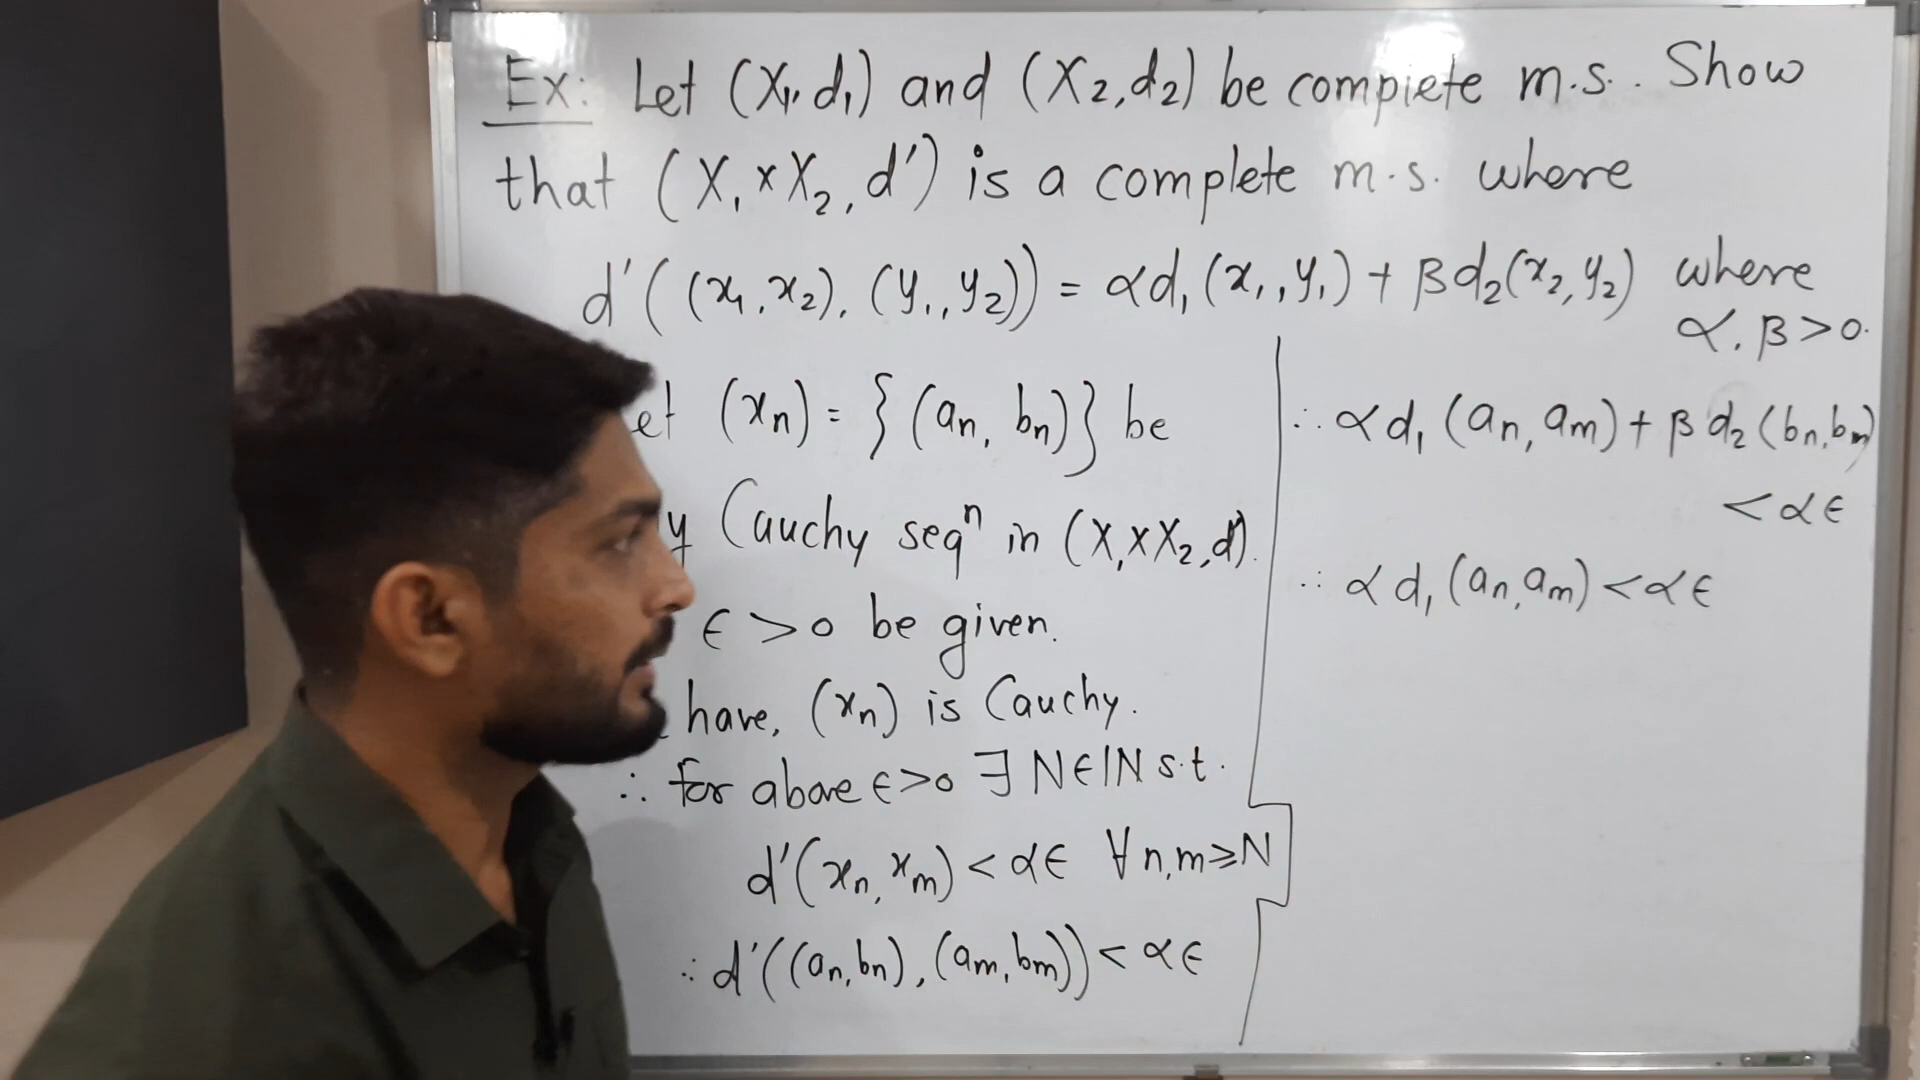 Ex: Let (X₁, d₁) and (X₂, d₂) be complete m.s. . Show
that (X₁ × X₂, d') is a complete m.s. where
d'((x₁, x₂), (y₁, y₂)) = αd₁(x₁, y₁) + βd₂(x₂, y₂) where
α, β > 0.
et (xₙ) = {(aₙ, bₙ)} be
y Cauchy seqⁿ in (X₁ × X₂, d').
ϵ > 0 be given.
have, (xₙ) is Cauchy.
∴ for above ϵ > 0 ∃ N ∈ ℕ s.t.
d'(xₙ, xₘ) < αϵ ∀ n, m ⩾ N
∴ d'((aₙ, bₙ), (aₘ, bₘ)) < αϵ
∴ αd₁(aₙ, aₘ) + βd₂(bₙ, bₘ)
< αϵ
∴ αd₁(aₙ, aₘ) < αϵ